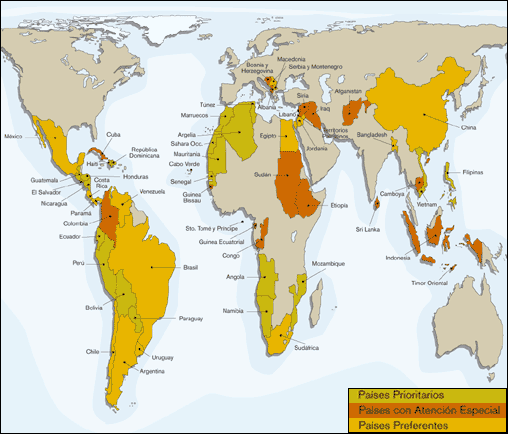 Bosnia y
Herzegovina
Macedonia
Serbia y Montenegro
Albania
Siria
Líbano
Iraq
Afganistan
Territorios
Palestinos
Jordania
Bangladesh
China
Filipinas
Camboya
Vietnam
Sri Lanka
Indonesia
Timor Oriental
Túnez
Marruecos
Argelia
Sahara Occ.
Mauritania
Cabo Verde
Senegal
Guinea
Bissau
Egipto
Sudán
Etiopía
Sto. Tomé y Príncipe
Guinea Ecuatorial
Congo
Angola
Namibia
Mozambique
Sudáfrica
México
Cuba
República
Dominicana
Haití
Guatemala
Honduras
El Salvador
Costa
Rica
Nicaragua
Panamá
Venezuela
Colombia
Ecuador
Perú
Brasil
Bolivia
Paraguay
Chile
Uruguay
Argentina
Países Prioritarios
Países con Atención Especial
Países Preferentes